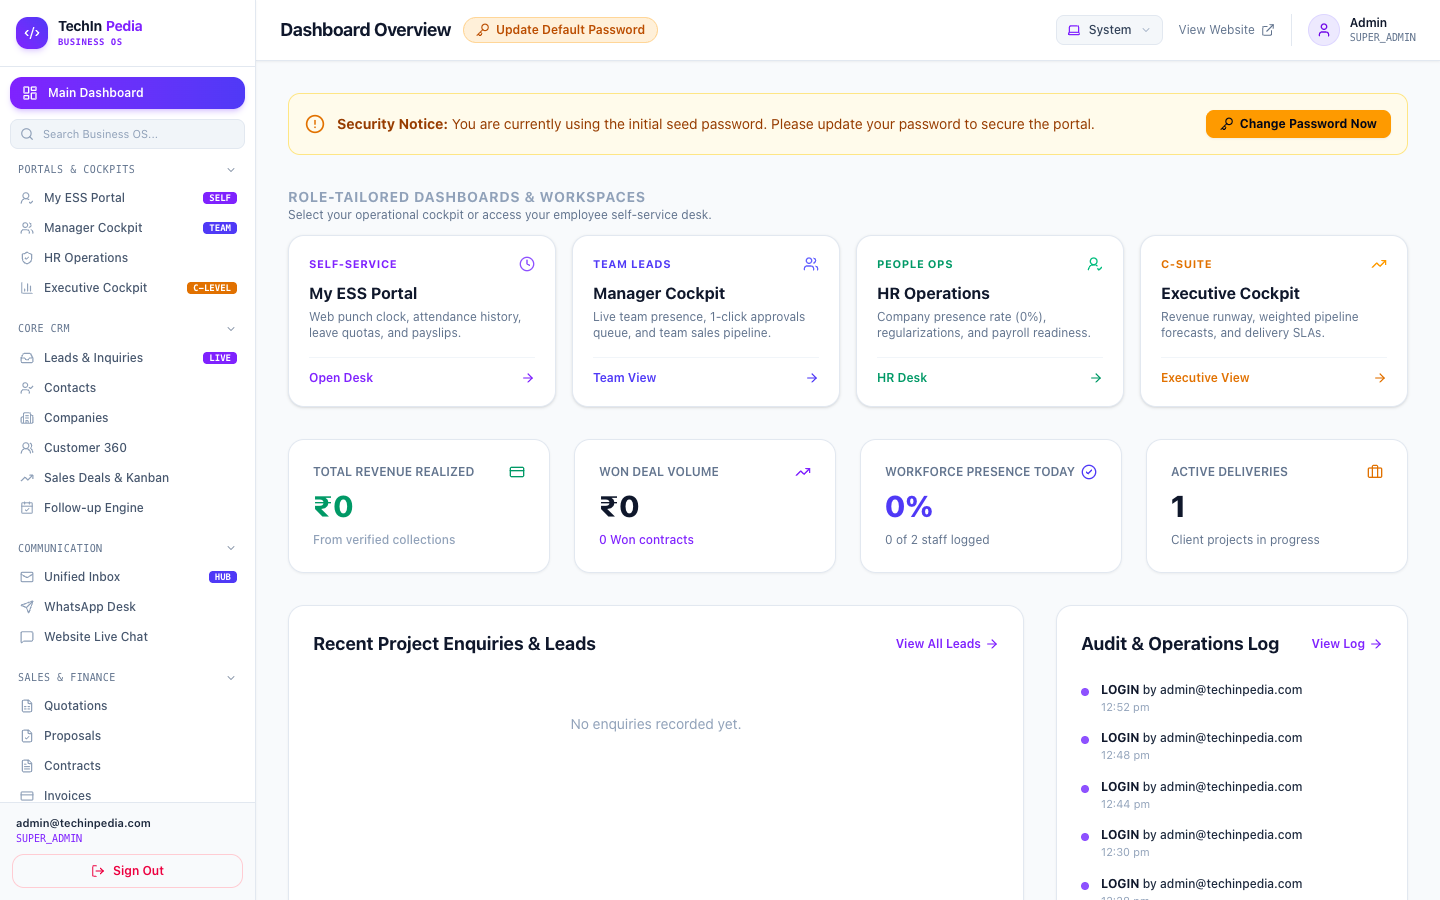 TechIn Pedia
BUSINESS OS
Main Dashboard
Search Business OS...
PORTALS & COCKPITS
My ESS Portal SELF
Manager Cockpit TEAM
HR Operations
Executive Cockpit C-LEVEL
CORE CRM
Leads & Inquiries LIVE
Contacts
Companies
Customer 360
Sales Deals & Kanban
Follow-up Engine
COMMUNICATION
Unified Inbox HUB
WhatsApp Desk
Website Live Chat
SALES & FINANCE
Quotations
Proposals
Contracts
Invoices
admin@techinpedia.com
SUPER_ADMIN
Sign Out
Dashboard Overview
Update Default Password
System
View Website
Admin
SUPER_ADMIN
Security Notice: You are currently using the initial seed password. Please update your password to secure the portal.
Change Password Now
ROLE-TAILORED DASHBOARDS & WORKSPACES
Select your operational cockpit or access your employee self-service desk.
SELF-SERVICE
My ESS Portal
Web punch clock, attendance history,
leave quotas, and payslips.
Open Desk
TEAM LEADS
Manager Cockpit
Live team presence, 1-click approvals
queue, and team sales pipeline.
Team View
PEOPLE OPS
HR Operations
Company presence rate (0%),
regularizations, and payroll readiness.
HR Desk
C-SUITE
Executive Cockpit
Revenue runway, weighted pipeline
forecasts, and delivery SLAs.
Executive View
TOTAL REVENUE REALIZED
₹0
From verified collections
WON DEAL VOLUME
₹0
0 Won contracts
WORKFORCE PRESENCE TODAY
0%
0 of 2 staff logged
ACTIVE DELIVERIES
1
Client projects in progress
Recent Project Enquiries & Leads
View All Leads
No enquiries recorded yet.
Audit & Operations Log
View Log
LOGIN by admin@techinpedia.com
12:52 pm
LOGIN by admin@techinpedia.com
12:48 pm
LOGIN by admin@techinpedia.com
12:44 pm
LOGIN by admin@techinpedia.com
12:30 pm
LOGIN by admin@techinpedia.com